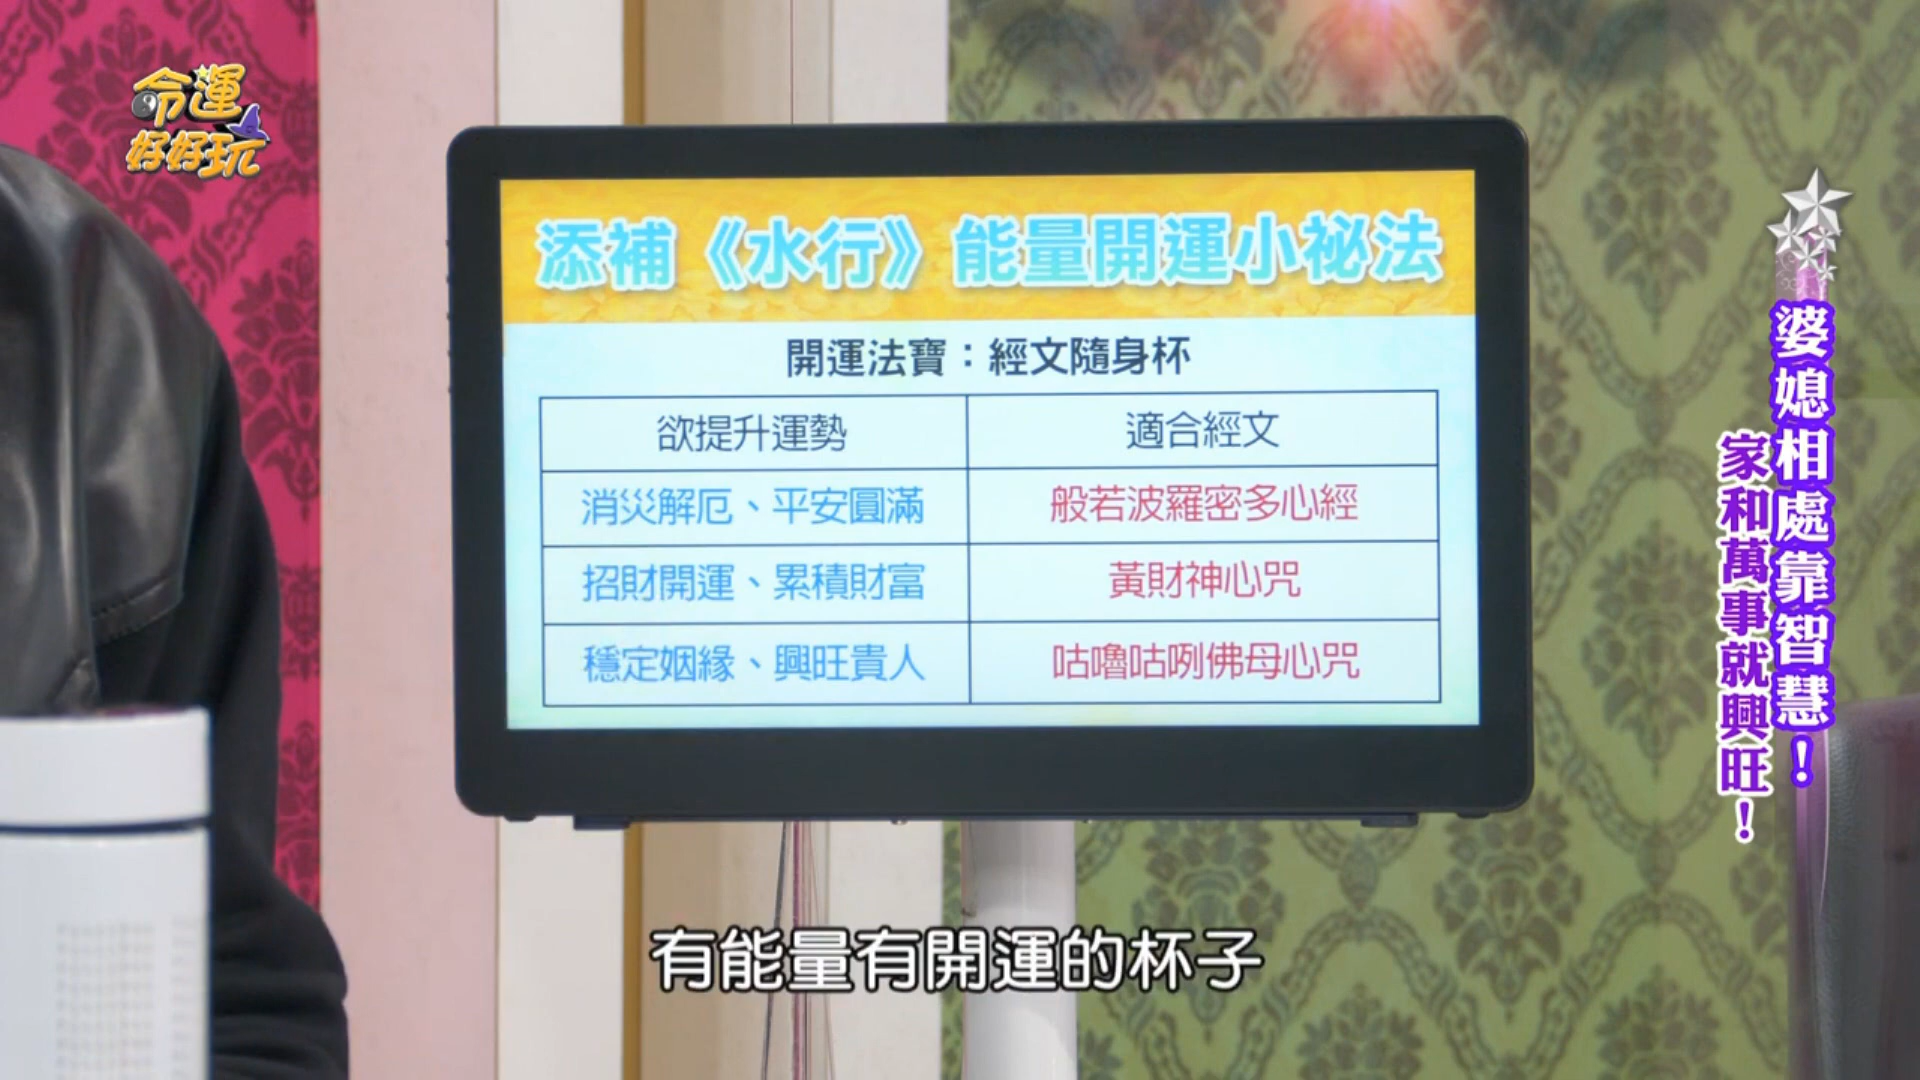 命運
好好玩
添補《水行》能量開運小祕法
開運法寶：經文隨身杯
欲提升運勢
適合經文
消災解厄、平安圓滿
般若波羅密多心經
招財開運、累積財富
黃財神心咒
穩定姻緣、興旺貴人
咕嚕咕咧佛母心咒
婆媳相處靠智慧！
家和萬事就興旺！
有能量有開運的杯子